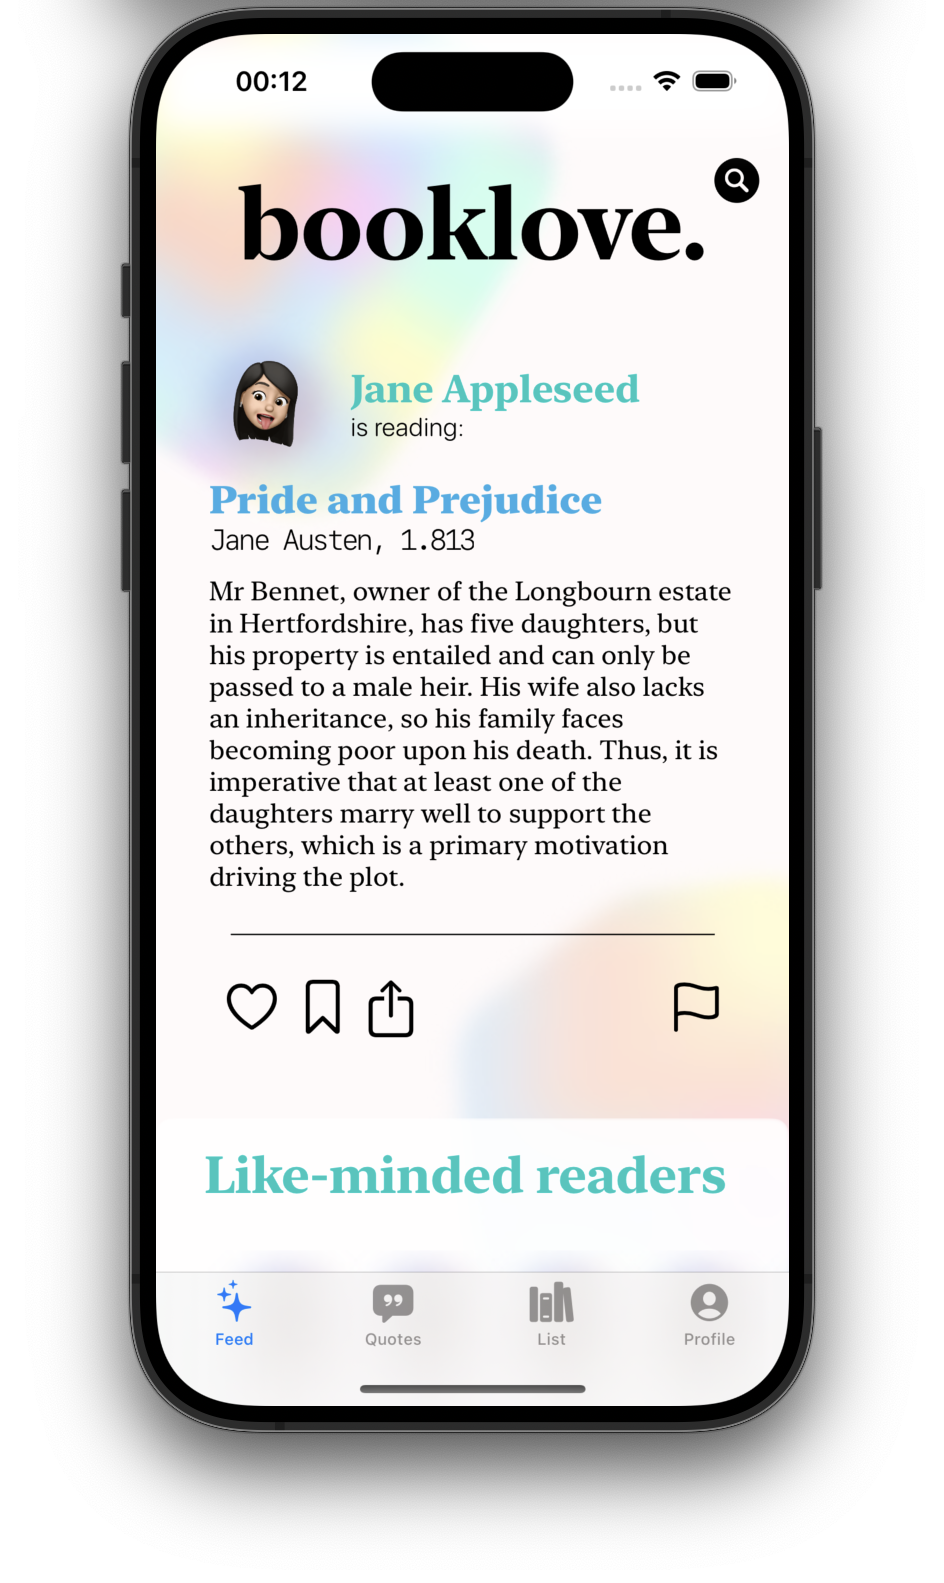 00:12
booklove.
Jane Appleseed
is reading:
Pride and Prejudice
Jane Austen, 1.813
Mr Bennet, owner of the Longbourn estate
in Hertfordshire, has five daughters, but
his property is entailed and can only be
passed to a male heir. His wife also lacks
an inheritance, so his family faces
becoming poor upon his death. Thus, it is
imperative that at least one of the
daughters marry well to support the
others, which is a primary motivation
driving the plot.
Like-minded readers
Feed
Quotes
List
Profile